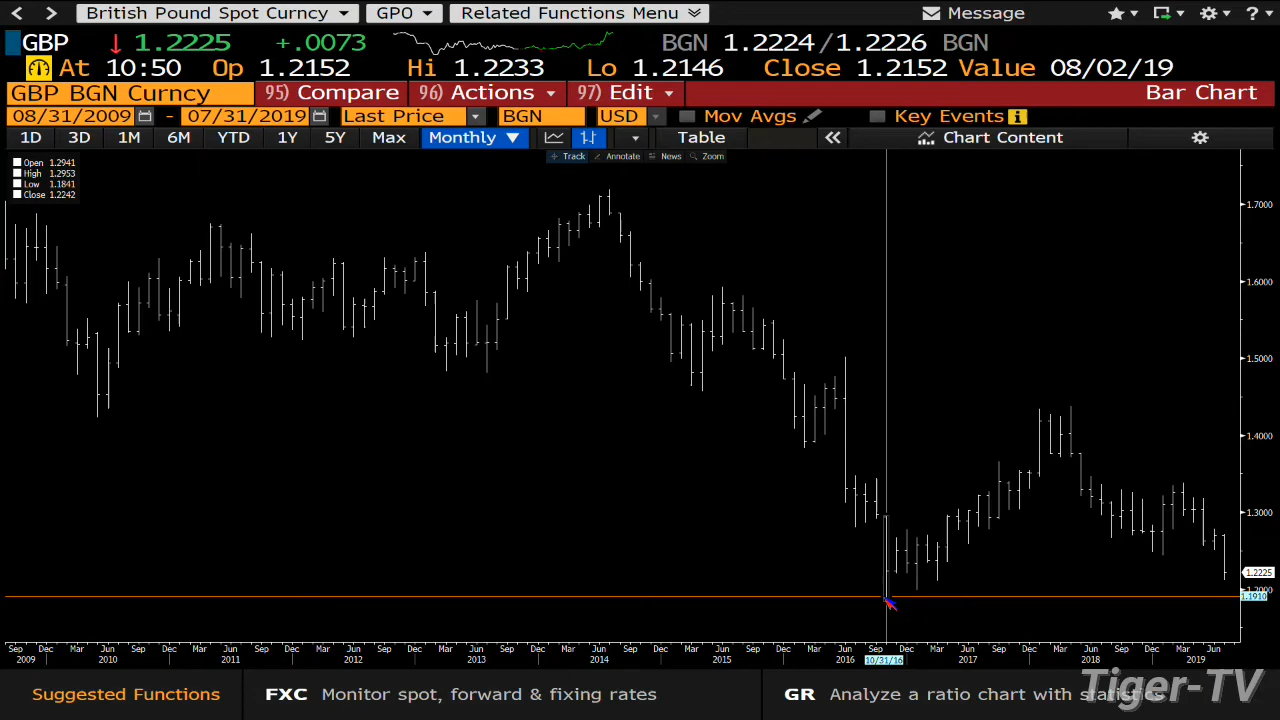 British Pound Spot Curncy GPO Related Functions Menu Message ?
GBP 1.2225 +.0073 BGN 1.2224/1.2226 BGN
At 10:50 Op 1.2152 Hi 1.2233 Lo 1.2146 Close 1.2152 Value 08/02/19
GBP BGN Curncy 95) Compare 96) Actions 97) Edit Bar Chart
08/31/2009 - 07/31/2019 Last Price BGN USD Mov Avgs Key Events
1D 3D 1M 6M YTD 1Y 5Y Max Monthly Table Chart Content
Track Annotate News Zoom
Open 1.2941
High 1.2953
Low 1.1841
Close 1.2242
1.7000
1.6000
1.5000
1.4000
1.3000
1.2225
1.2000
1.1910
Sep Dec Mar Jun Sep Dec Mar Jun Sep Dec Mar Jun Sep Dec Mar Jun Sep Dec Mar Jun Sep Dec Mar Jun Sep Dec Mar Jun Sep Dec Mar Jun Sep Dec Mar Jun Sep Dec Mar Jun
2009 2010 2011 2012 2013 2014 2015 2016 10/31/16 2017 2018 2019
Suggested Functions FXC Monitor spot, forward & fixing rates GR Analyze a ratio chart with statistics
Tiger-TV